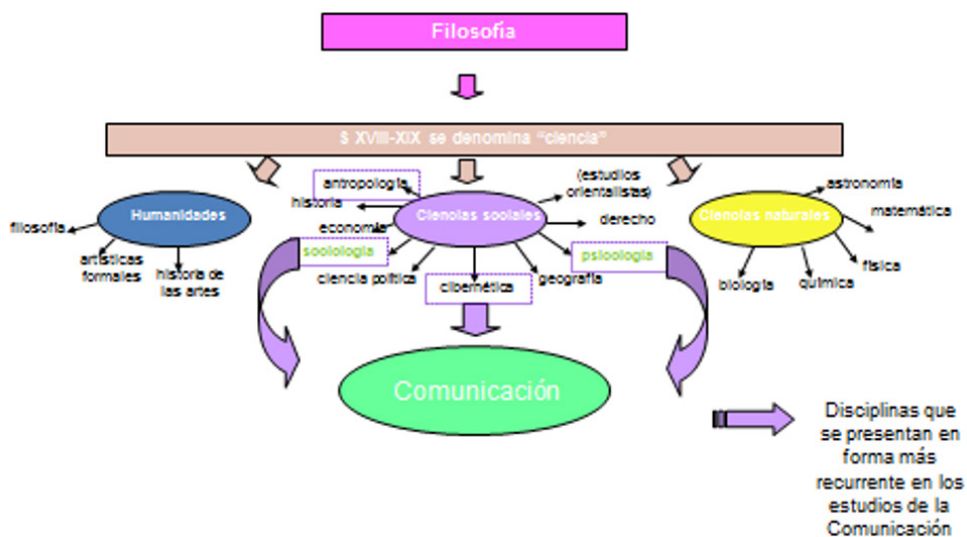 Filosofía
S XVIII-XIX se denomina “ciencia”
antropología
(estudios
orientalistas)
astronomía
historia
Humanidades
Ciencias sociales
Ciencias naturales
matemática
filosofía
economía
derecho
sociología
psicología
artísticas
formales
historia de
las artes
ciencia política
cibernética
geografía
física
biología
química
Comunicación
Disciplinas que
se presentan en
forma más
recurrente en los
estudios de la
Comunicación